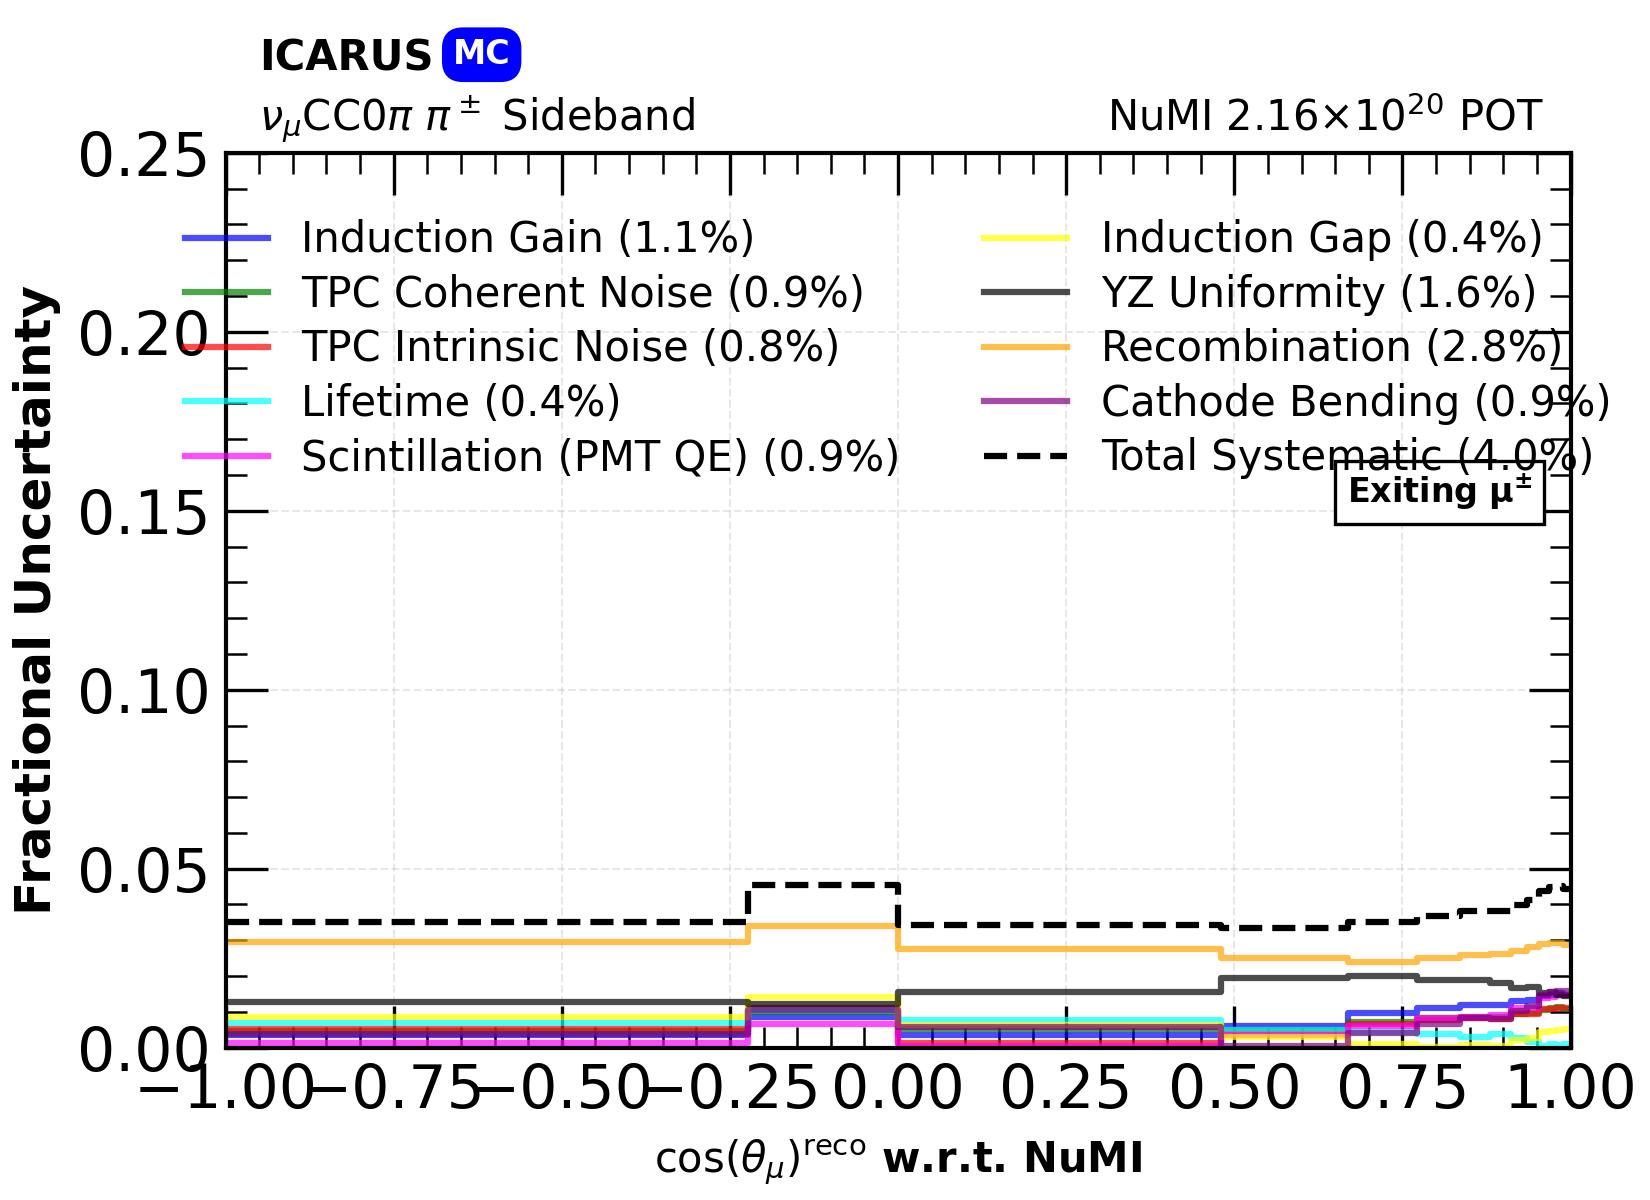 ICARUS MC
νμCC0π π± Sideband
NuMI 2.16×10²⁰ POT
Fractional Uncertainty
0.25
0.20
0.15
0.10
0.05
0.00
Induction Gain (1.1%)
TPC Coherent Noise (0.9%)
TPC Intrinsic Noise (0.8%)
Lifetime (0.4%)
Scintillation (PMT QE) (0.9%)
Induction Gap (0.4%)
YZ Uniformity (1.6%)
Recombination (2.8%)
Cathode Bending (0.9%)
Total Systematic (4.0%)
Exiting μ±
−1.00 −0.75 −0.50 −0.25 0.00 0.25 0.50 0.75 1.00
cos(θμ)ʳᵉᶜᵒ w.r.t. NuMI